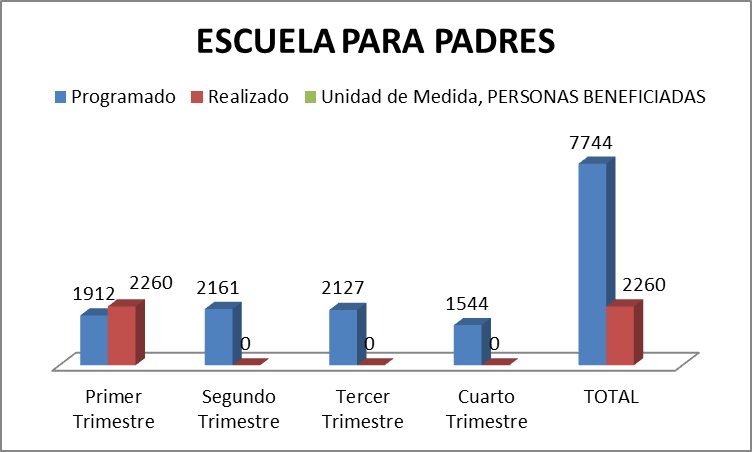 ESCUELA PARA PADRES
Programado Realizado Unidad de Medida, PERSONAS BENEFICIADAS
7744
1912 2260 2161 2127 1544 2260
0 0 0
Primer Segundo Tercer Cuarto TOTAL
Trimestre Trimestre Trimestre Trimestre